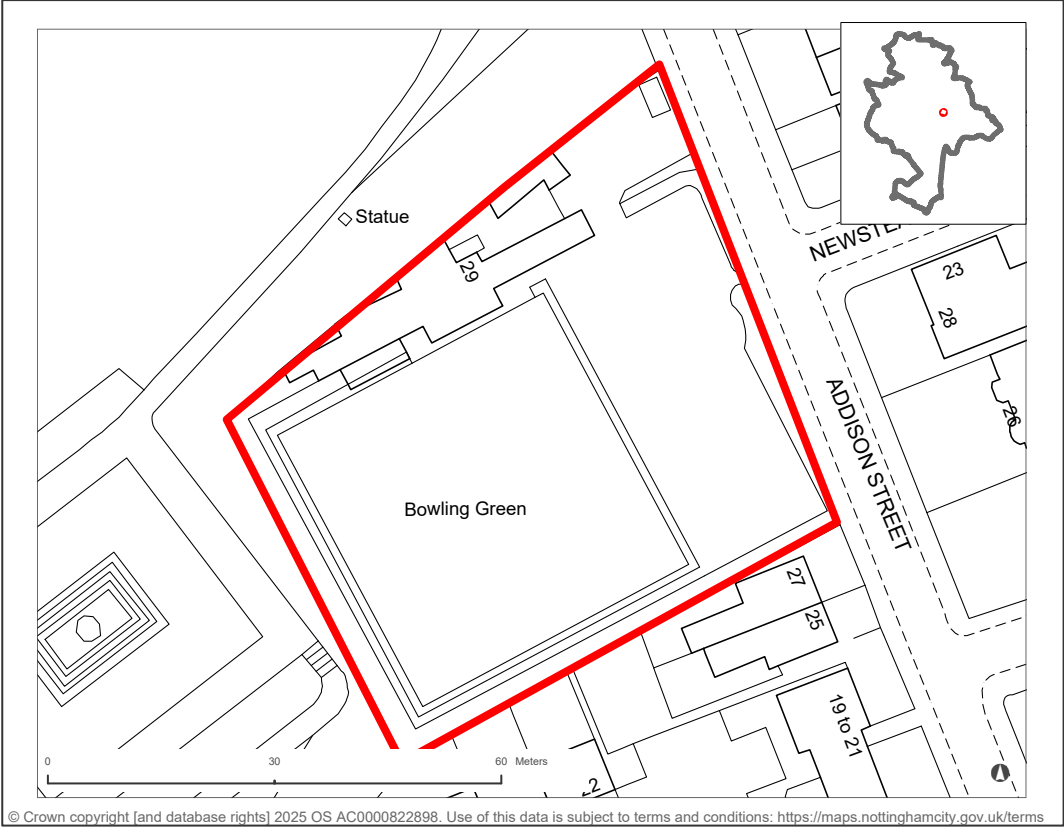 Statue
29
NEWSTE
23
28
26
ADDISON STREET
Bowling Green
27
25
19 to 21
0 30 60 Meters
© Crown copyright [and database rights] 2025 OS AC0000822898. Use of this data is subject to terms and conditions: https://maps.nottinghamcity.gov.uk/terms